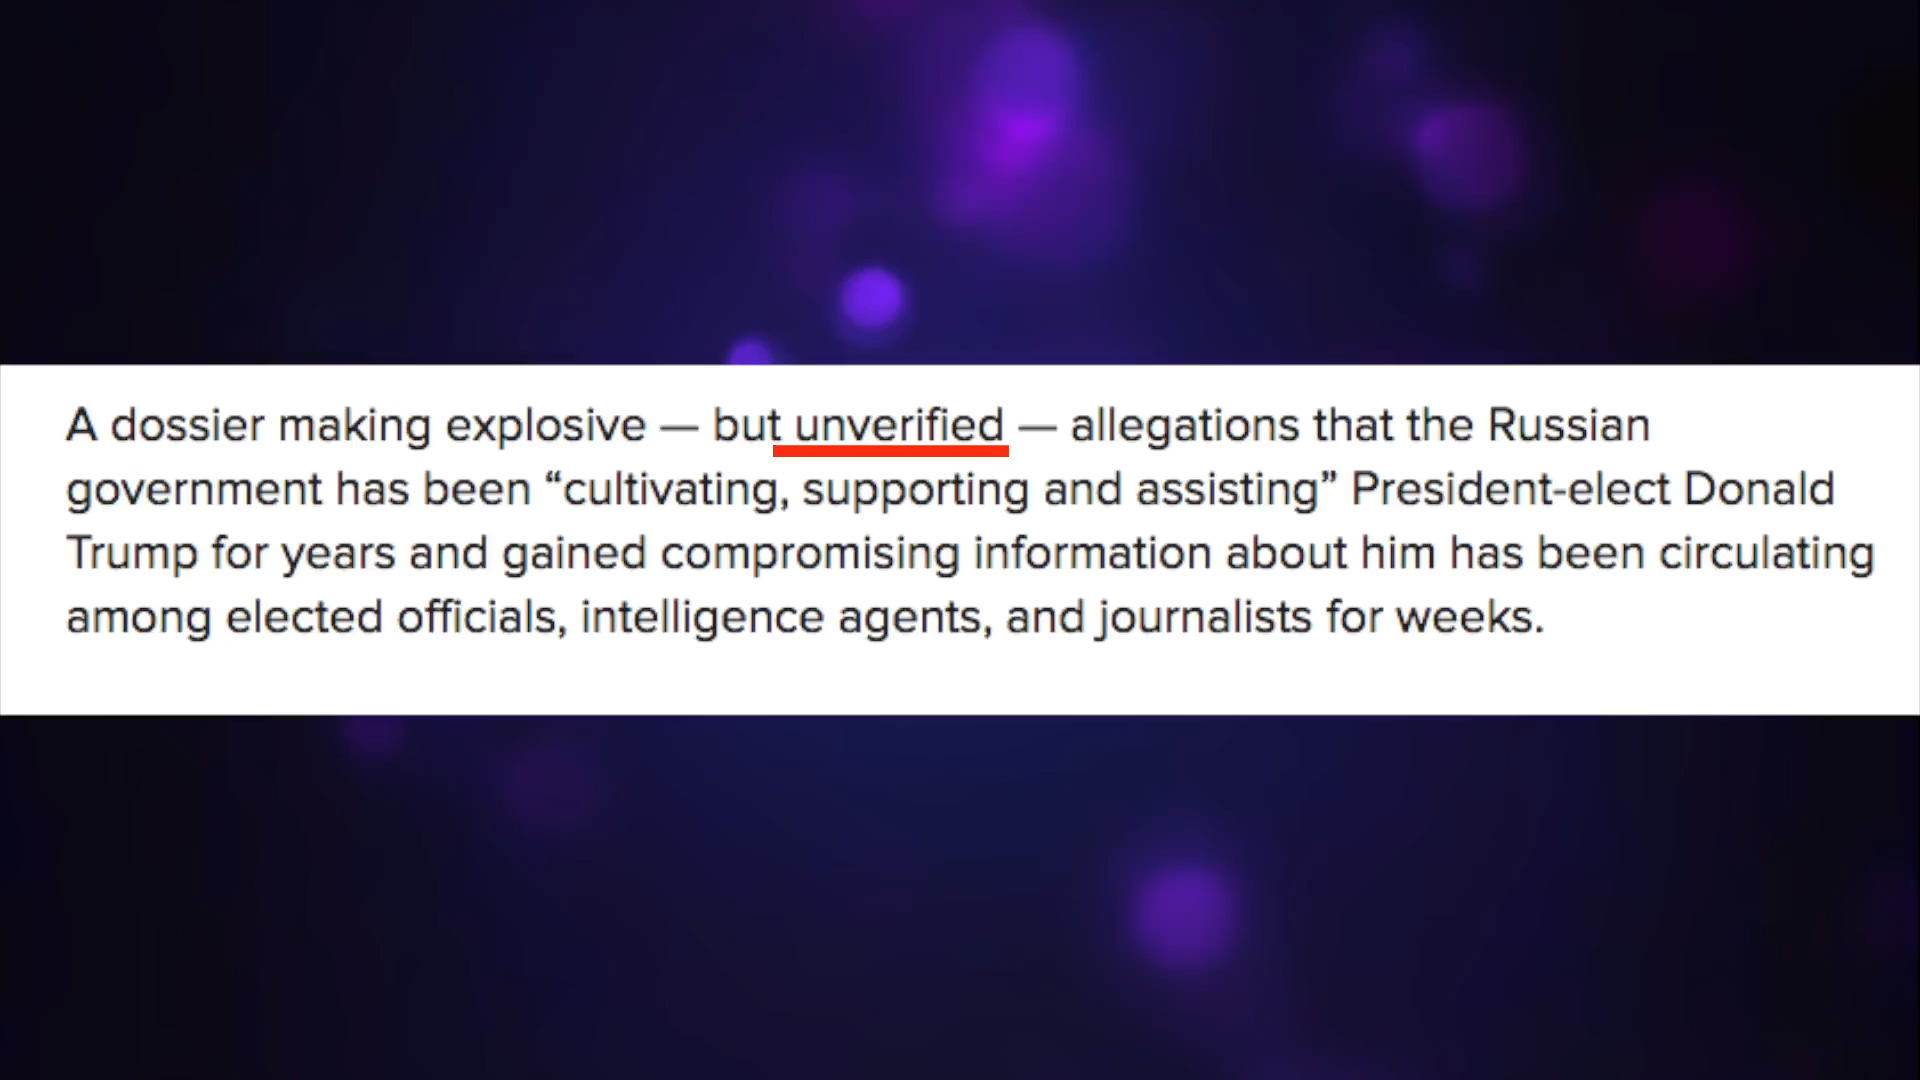 A dossier making explosive — but unverified — allegations that the Russian
government has been “cultivating, supporting and assisting” President-elect Donald
Trump for years and gained compromising information about him has been circulating
among elected officials, intelligence agents, and journalists for weeks.